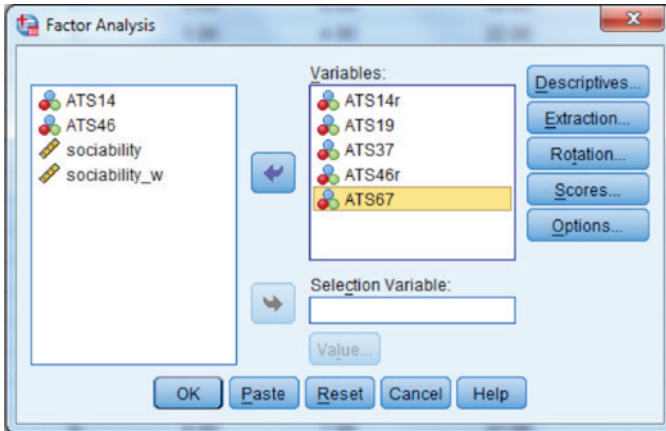 Factor Analysis
ATS14
ATS46
sociability
sociability_w
Variables:
ATS14r
ATS19
ATS37
ATS46r
ATS67
Selection Variable:
Value...
Descriptives...
Extraction...
Rotation...
Scores...
Options...
OK
Paste
Reset
Cancel
Help